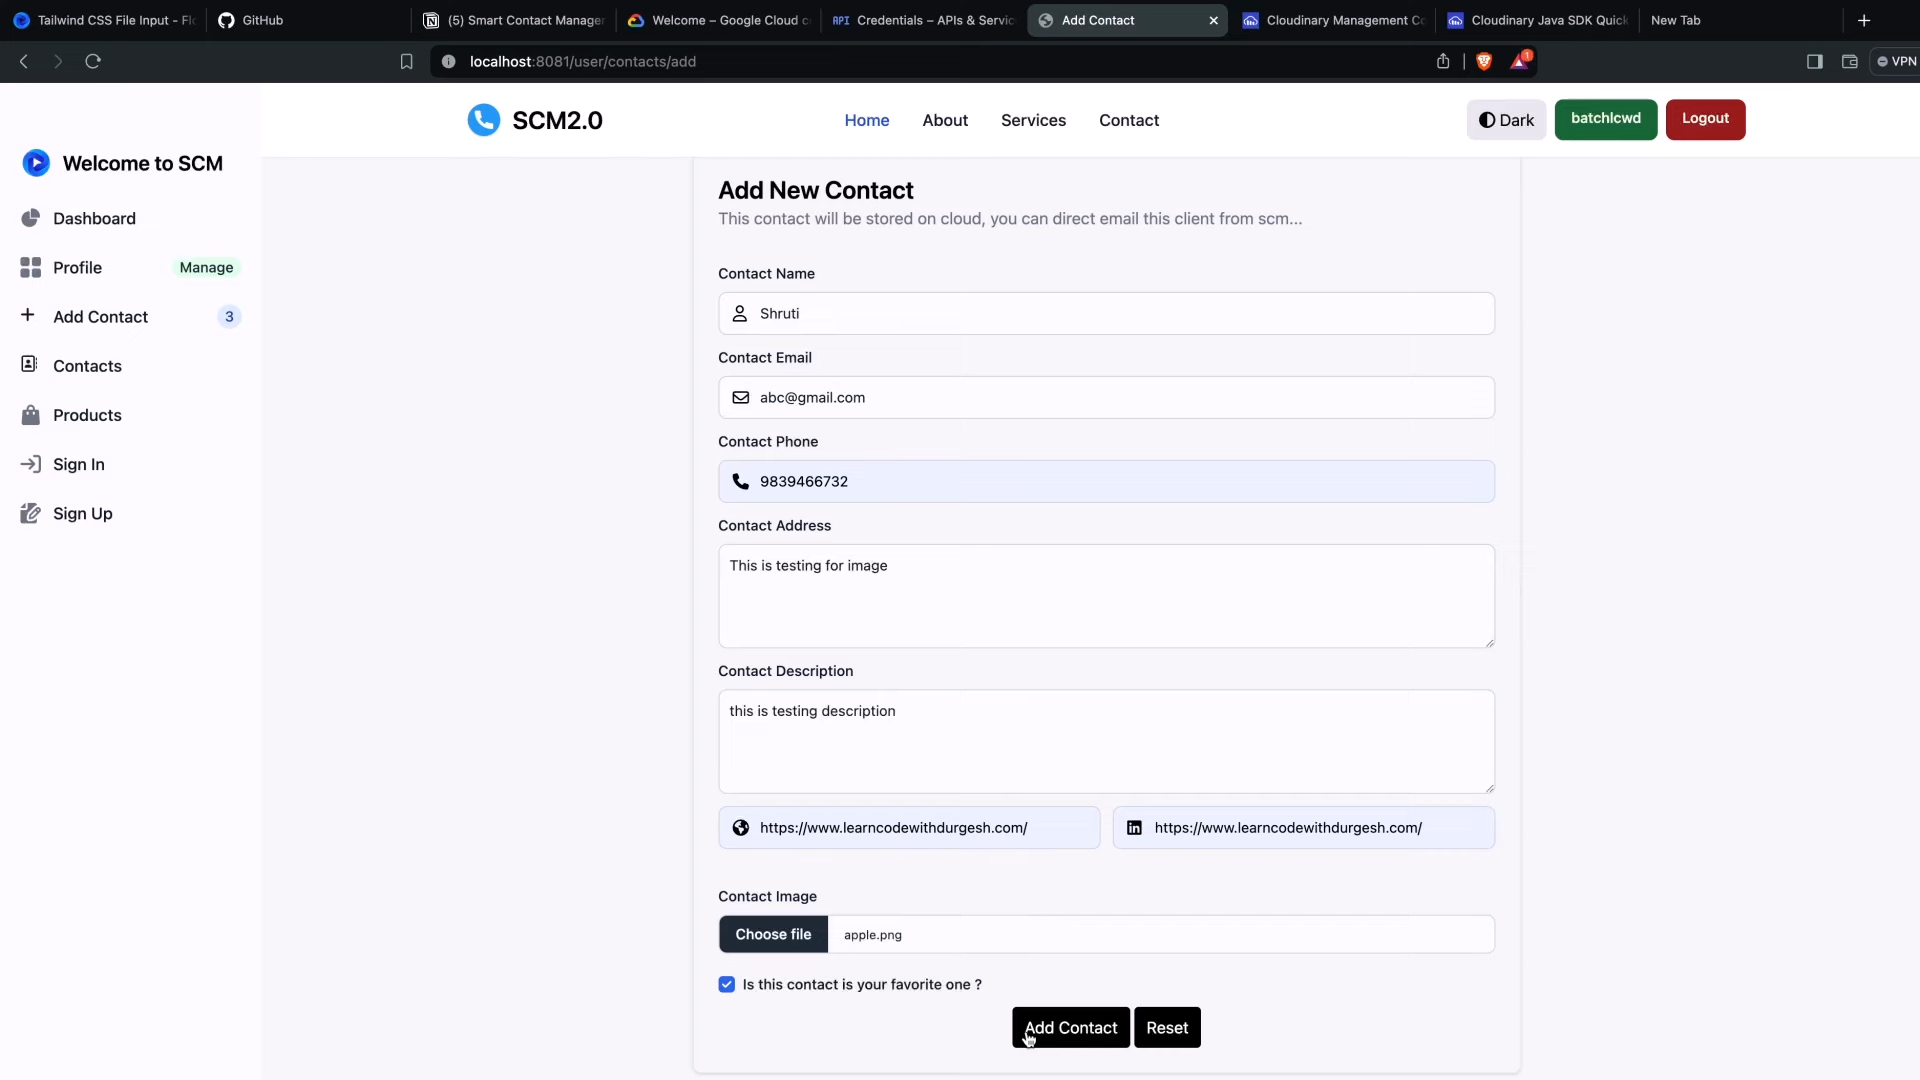 Tailwind CSS File Input - Fl
GitHub
(5) Smart Contact Manager
Welcome – Google Cloud c
API Credentials – APIs & Servic
Add Contact
Cloudinary Management Co
Cloudinary Java SDK Quick
New Tab
localhost:8081/user/contacts/add
1
VPN
SCM2.0
Home
About
Services
Contact
Dark
batchlcwd
Logout
Welcome to SCM
Dashboard
Profile
Manage
Add Contact
3
Contacts
Products
Sign In
Sign Up
Add New Contact
This contact will be stored on cloud, you can direct email this client from scm...
Contact Name
Shruti
Contact Email
abc@gmail.com
Contact Phone
9839466732
Contact Address
This is testing for image
Contact Description
this is testing description
https://www.learncodewithdurgesh.com/
https://www.learncodewithdurgesh.com/
Contact Image
Choose file
apple.png
Is this contact is your favorite one ?
Add Contact
Reset